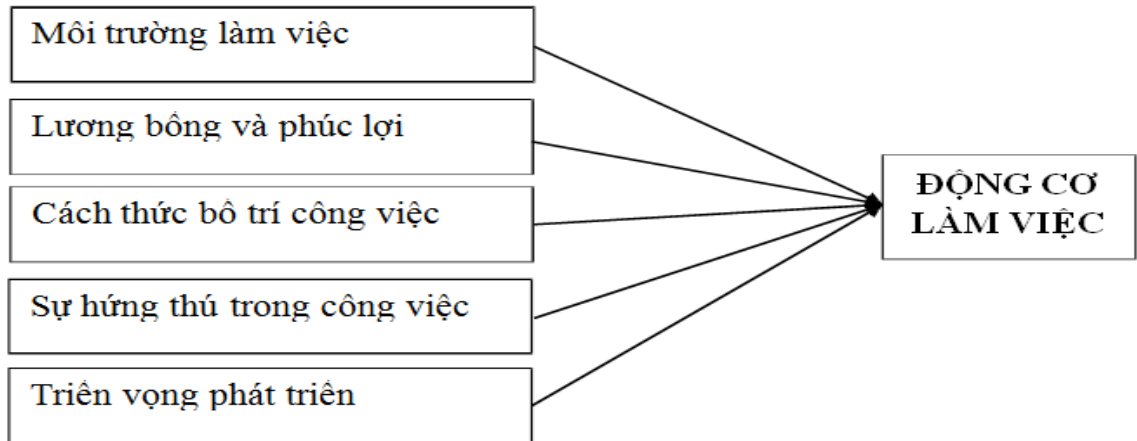 Môi trường làm việc
Lương bổng và phúc lợi
Cách thức bố trí công việc
Sự hứng thú trong công việc
Triển vọng phát triển
ĐỘNG CƠ
LÀM VIỆC